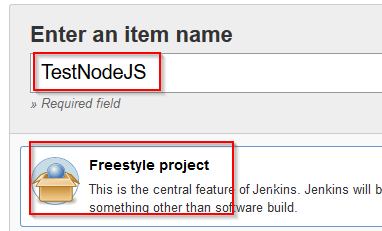 Enter an item name
TestNodeJS
» Required field
Freestyle project
This is the central feature of Jenkins. Jenkins will b
something other than software build.